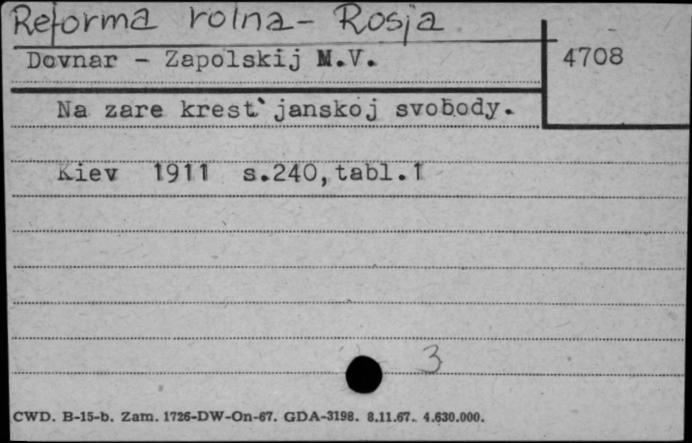 Reforma rolna - Rosja
Dovnar - Zapolskij M.V.
4708
Na zare krest`janskoj svobody.
Kiev 1911 s.240,tabl.1
3
CWD. B-15-b. Zam. 1726-DW-On-67. GDA-3198. 8.11.67. 4.630.000.